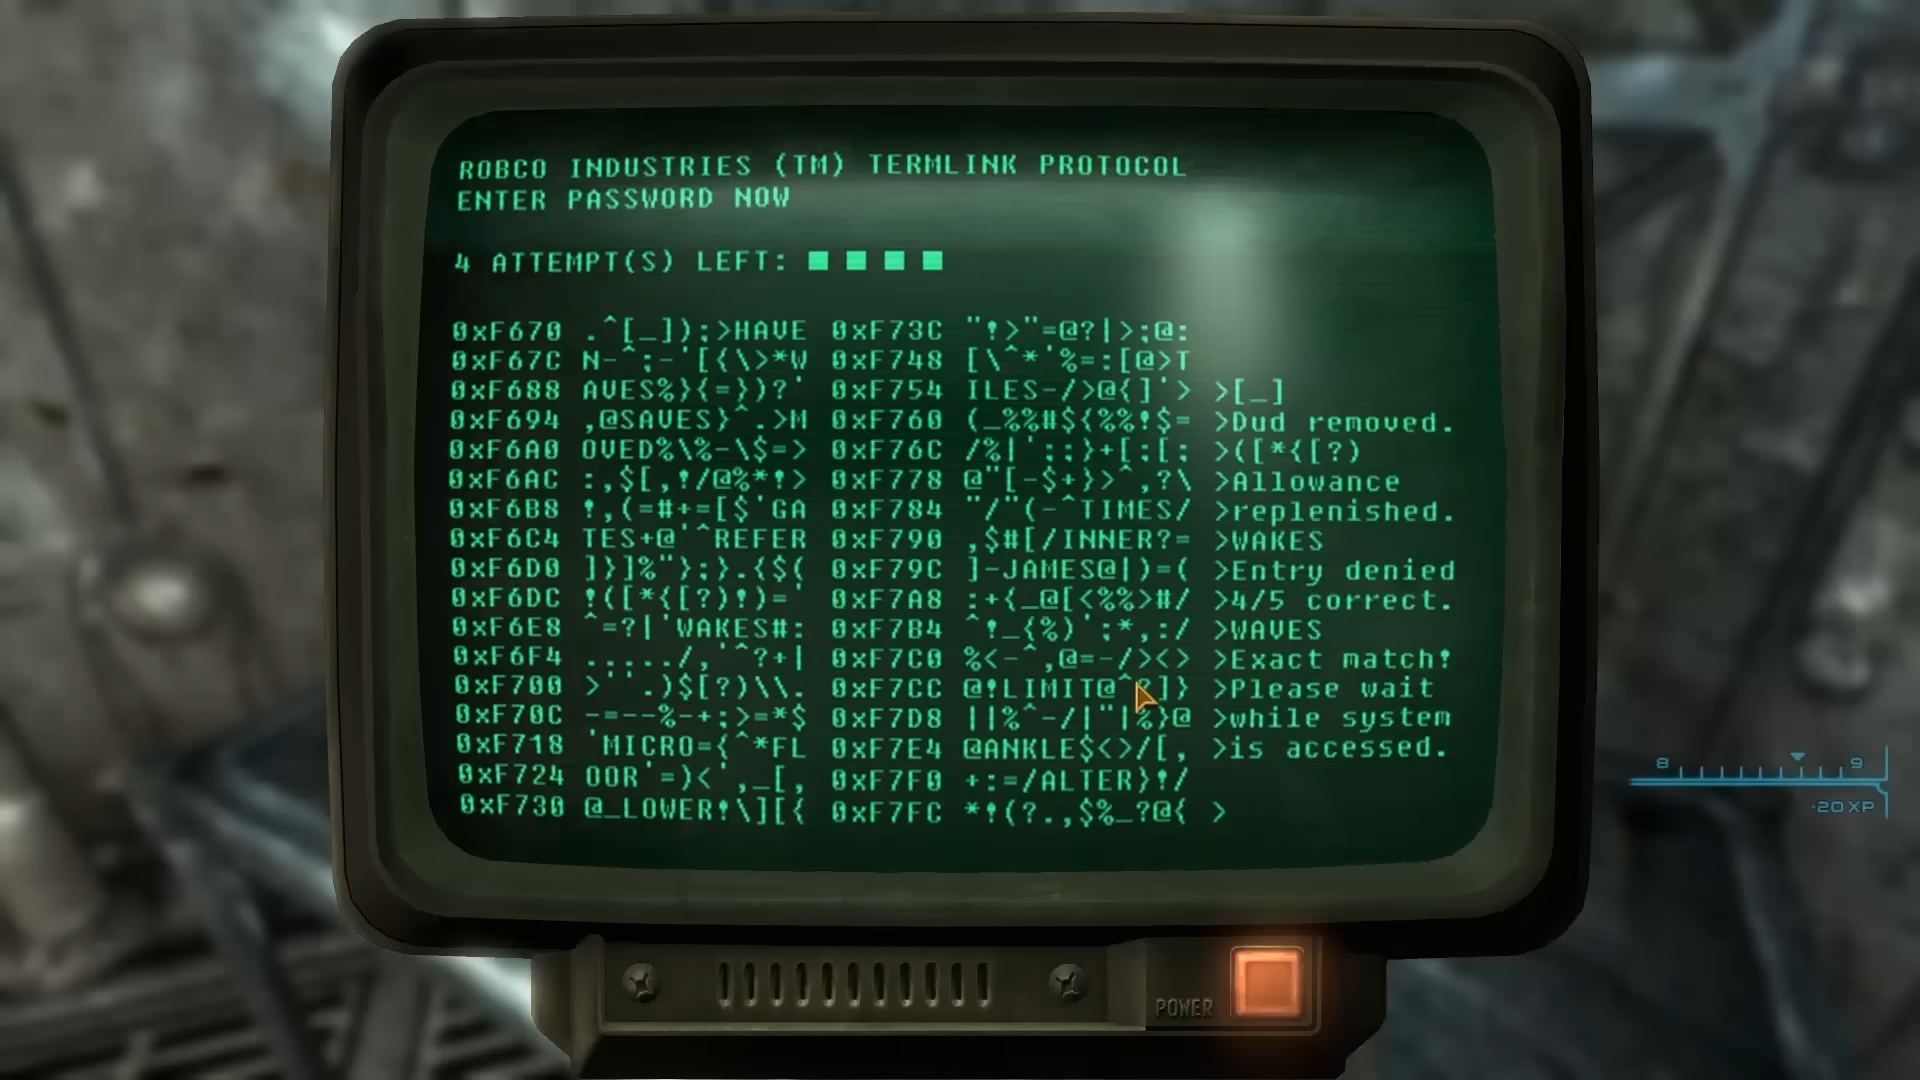 ROBCO INDUSTRIES (TM) TERMLINK PROTOCOL
ENTER PASSWORD NOW
4 ATTEMPT(S) LEFT: ■ ■ ■ ■
0xF670 .^[_]);>HAVE 0xF73C "!>"=@?|>;@:
0xF67C N-^;-'[{\>*W 0xF748 [\^*'%=:[@>T
0xF688 AVES%}{=})?' 0xF754 ILES-/>@{]'> >[_]
0xF694 ,@SAVES}^.>M 0xF760 (_%%#${%%!$= >Dud removed.
0xF6A0 OVED%\%-\$=> 0xF76C /%|';;}+[;[; >([*{[?)
0xF6AC :,$[,!/@%*!> 0xF778 @"[-$+}>^,?\ >Allowance
0xF6B8 !,(=#+=[$'GA 0xF784 "/"(-^TIMES/ >replenished.
0xF6C4 TES+@'^REFER 0xF790 ,$#[/INNER?= >WAKES
0xF6D0 ]}]%"};}.{$( 0xF79C ]-JAMES@|)=( >Entry denied
0xF6DC !([*{[?)!)=' 0xF7A8 :+{_@[<%%>#/ >4/5 correct.
0xF6E8 ^=?|'WAKES#: 0xF7B4 ^!_{%)';*,:/ >WAVES
0xF6F4 ...../,'^?+| 0xF7C0 %<-^,@=-/><> >Exact match!
0xF700 >''.)$[?)\\. 0xF7CC @!LIMIT@^?]} >Please wait
0xF70C -=--%-+;>=*$ 0xF7D8 ||%^-/|"|%}@ >while system
0xF718 'MICRO={^*FL 0xF7E4 @ANKLE$<>/[, >is accessed.
0xF724 OOR'=)<',_[, 0xF7F0 +:=/ALTER}!/
0xF730 @_LOWER!\][{ 0xF7FC *!(?.,$%_?@{ >
8 9
+20 XP
POWER